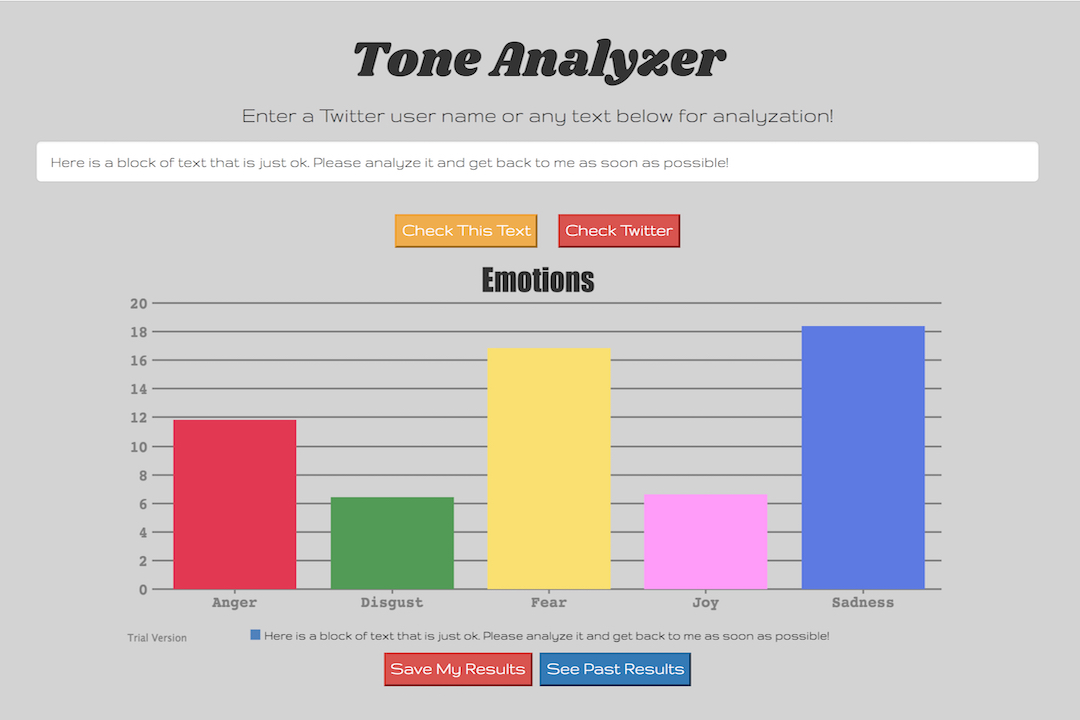 Tone Analyzer
Enter a Twitter user name or any text below for analyzation!
Here is a block of text that is just ok. Please analyze it and get back to me as soon as possible!
Check This Text Check Twitter
Emotions
20
18
16
14
12
10
8
6
4
2
0
Anger Disgust Fear Joy Sadness
Trial Version Here is a block of text that is just ok. Please analyze it and get back to me as soon as possible!
Save My Results See Past Results